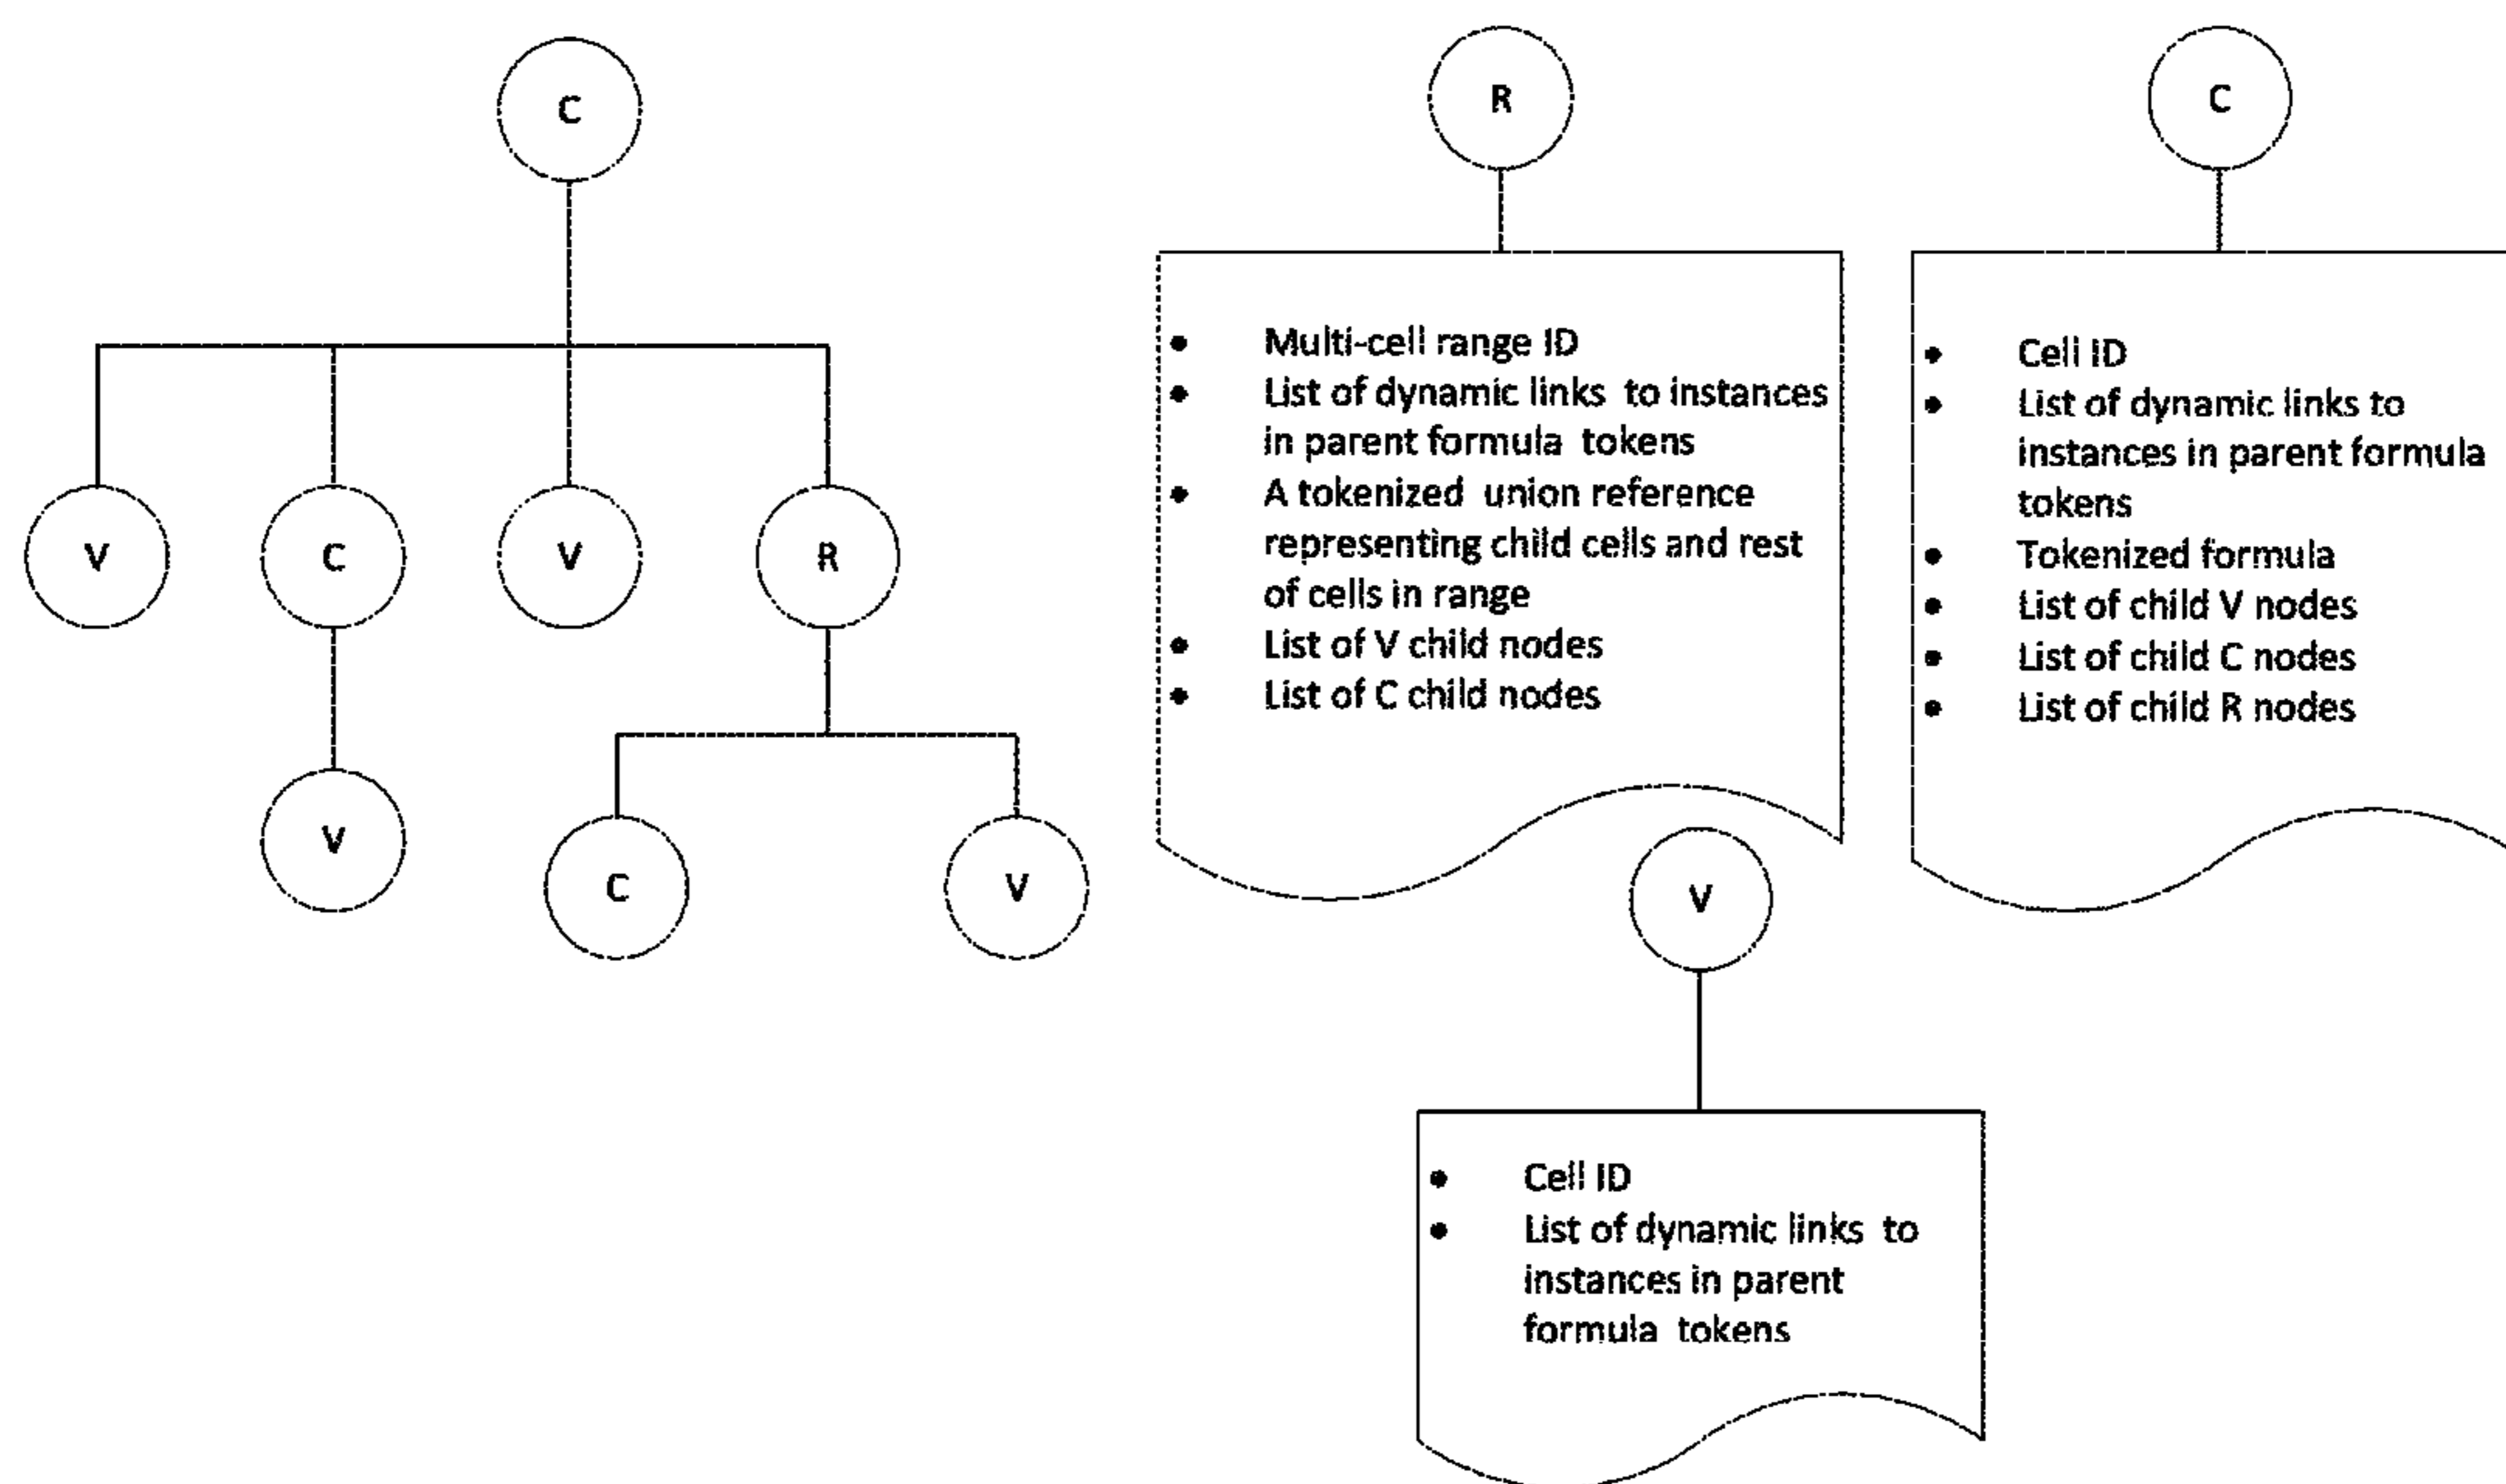 C
V
C
V
R
V
C
V
R
• Multi-cell range ID
• List of dynamic links to instances
in parent formula tokens
• A tokenized union reference
representing child cells and rest
of cells in range
• List of V child nodes
• List of C child nodes
C
• Cell ID
• List of dynamic links to
instances in parent formula
tokens
• Tokenized formula
• List of child V nodes
• List of child C nodes
• List of child R nodes
V
• Cell ID
• List of dynamic links to
instances in parent
formula tokens